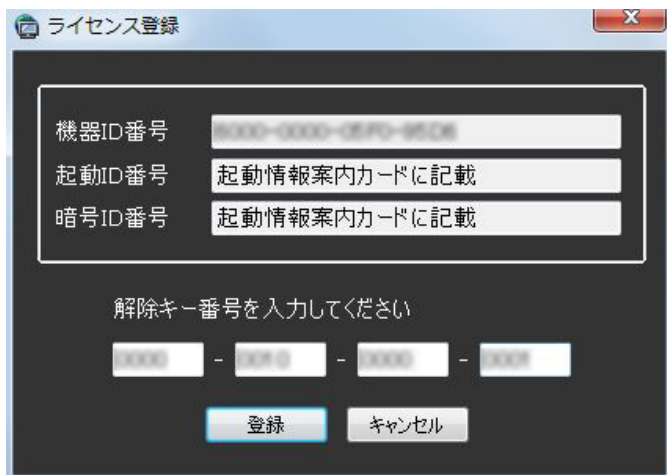 ライセンス登録
機器ID番号
起動ID番号 起動情報案内カードに記載
暗号ID番号 起動情報案内カードに記載
解除キー番号を入力してください
- - -
登録 キャンセル